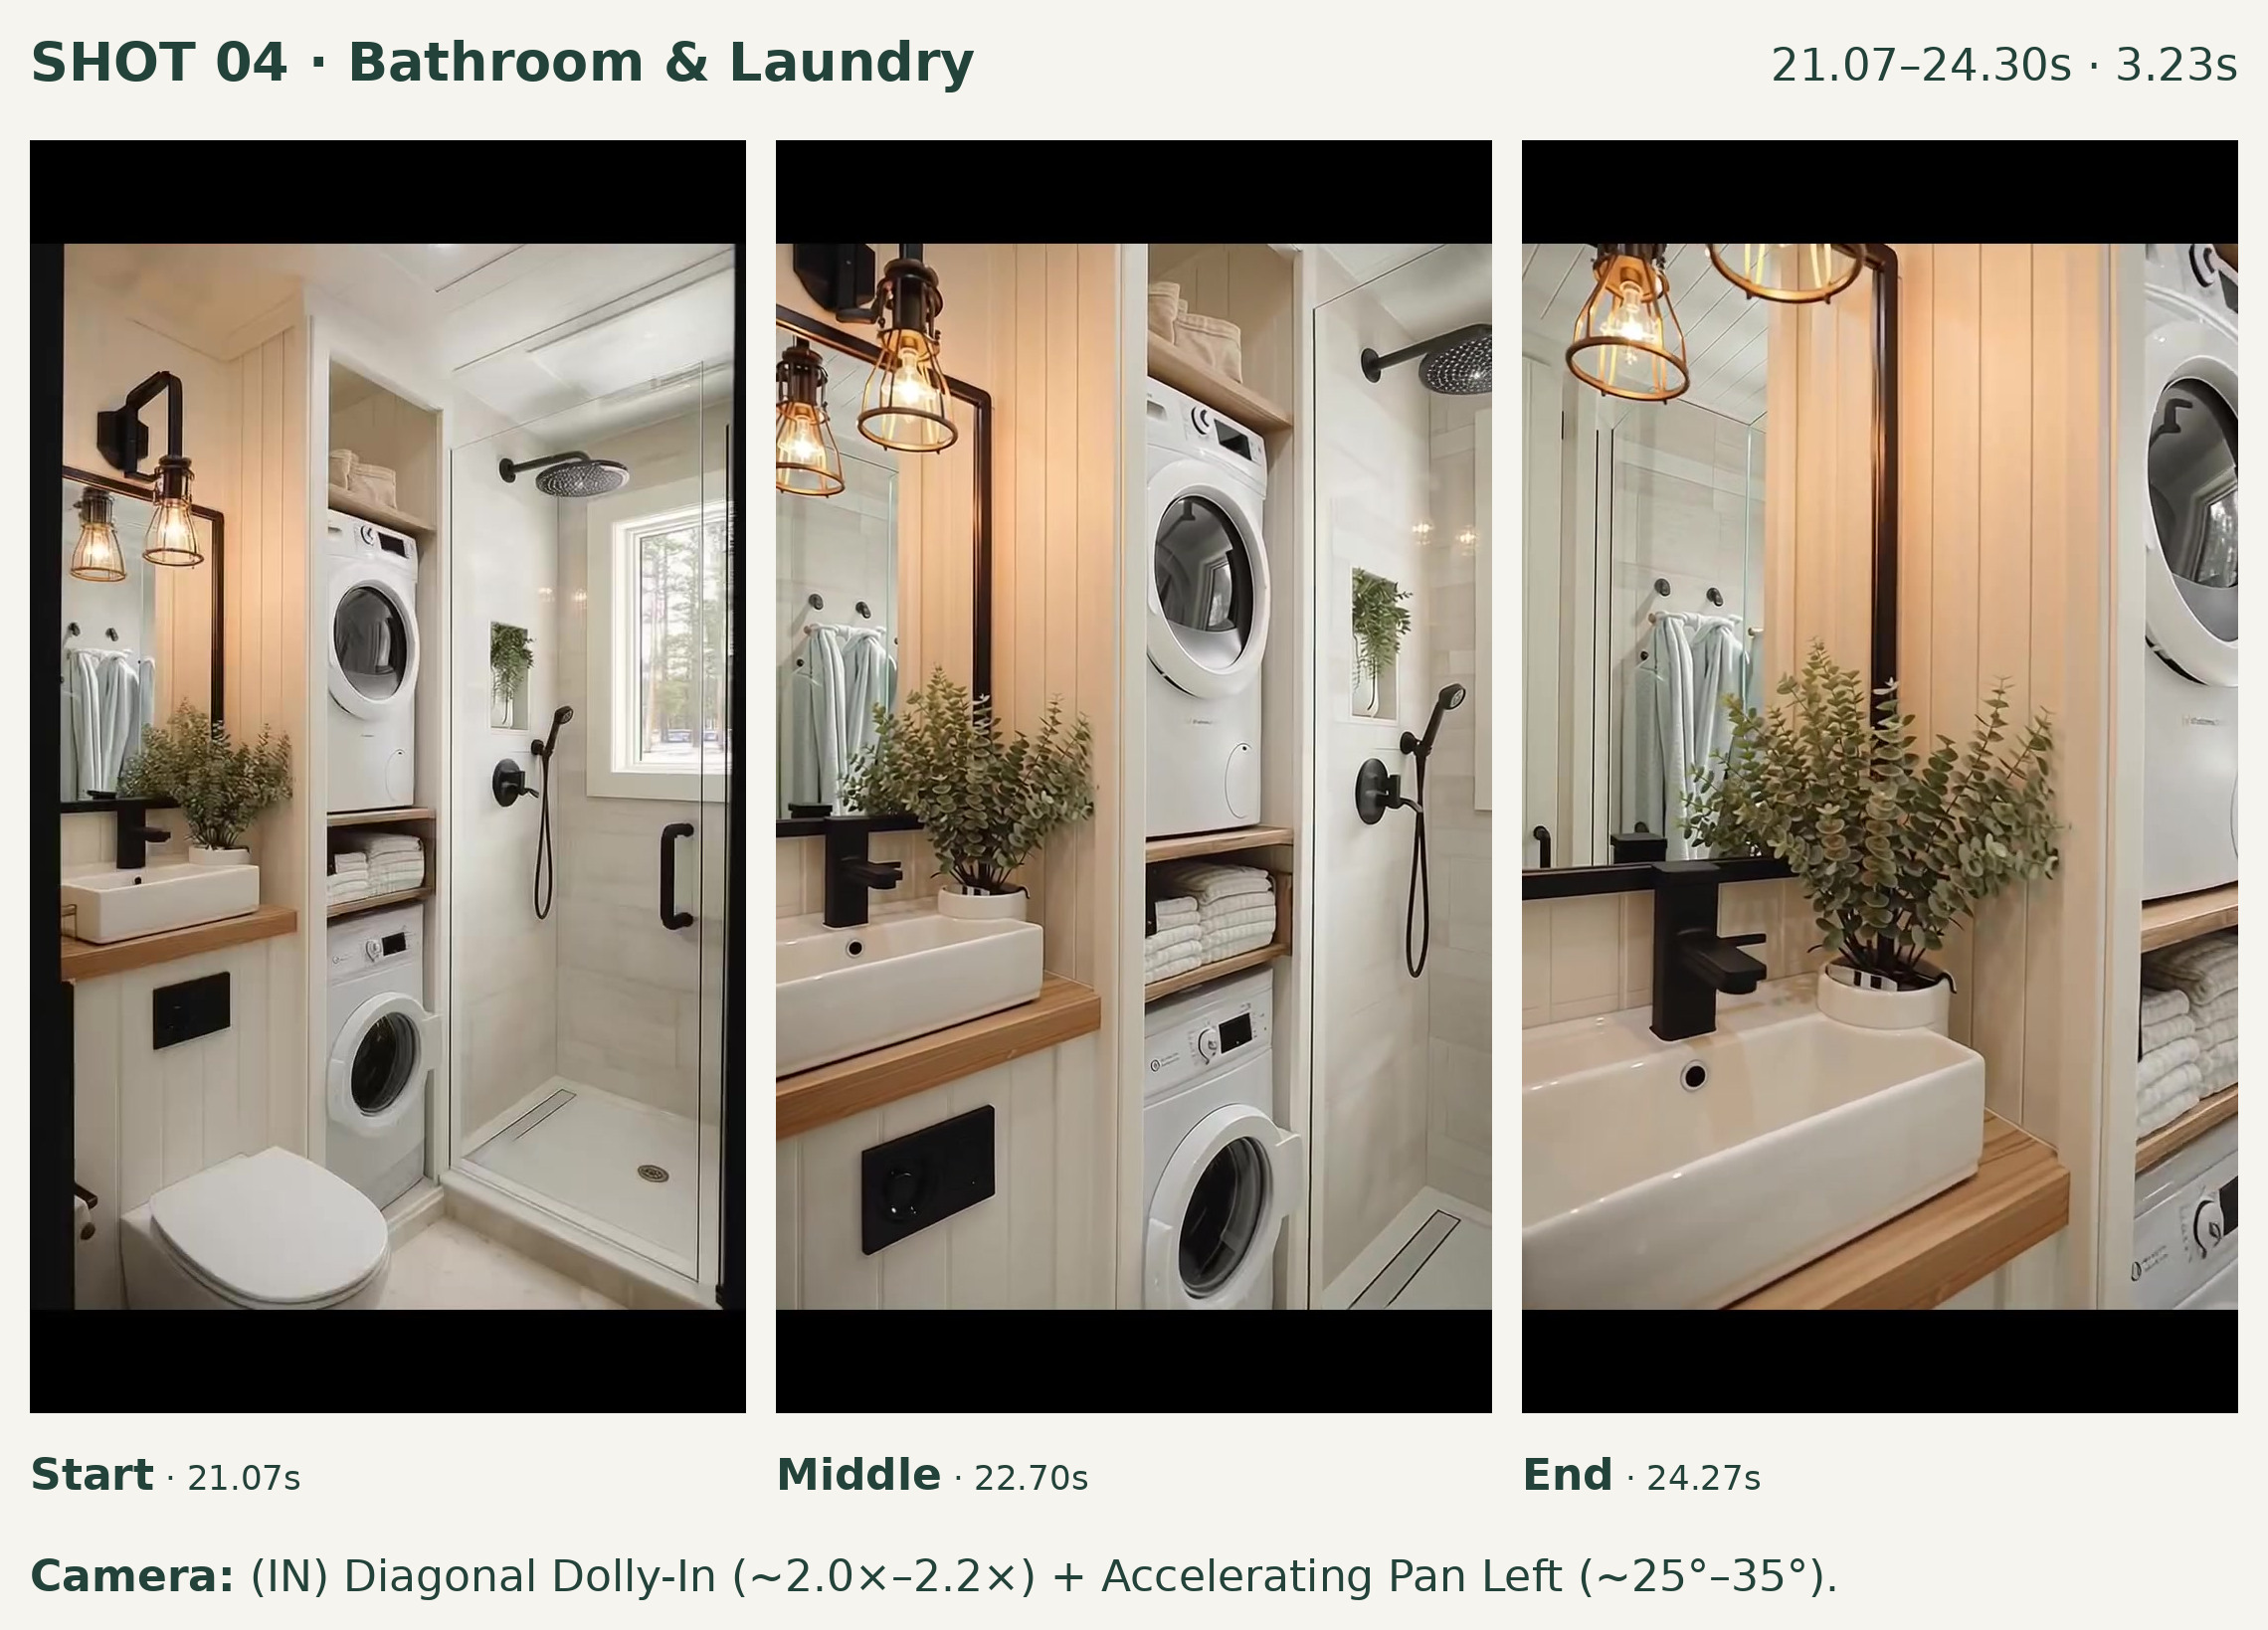 SHOT 04 · Bathroom & Laundry
21.07–24.30s · 3.23s
Start · 21.07s
Middle · 22.70s
End · 24.27s
Camera: (IN) Diagonal Dolly-In (~2.0×–2.2×) + Accelerating Pan Left (~25°–35°).